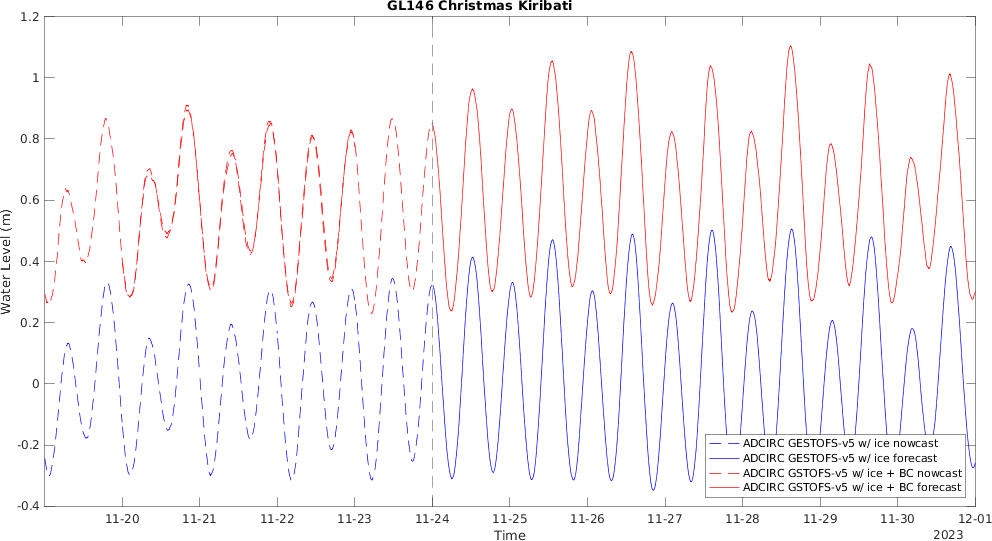 GL146 Christmas Kiribati
Water Level (m)
1.2
1
0.8
0.6
0.4
0.2
0
-0.2
-0.4
ADCIRC GESTOFS-v5 w/ ice nowcast
ADCIRC GESTOFS-v5 w/ ice forecast
ADCIRC GSTOFS-v5 w/ ice + BC nowcast
ADCIRC GSTOFS-v5 w/ ice + BC forecast
11-20 11-21 11-22 11-23 11-24 11-25 11-26 11-27 11-28 11-29 11-30 12-01
Time
2023